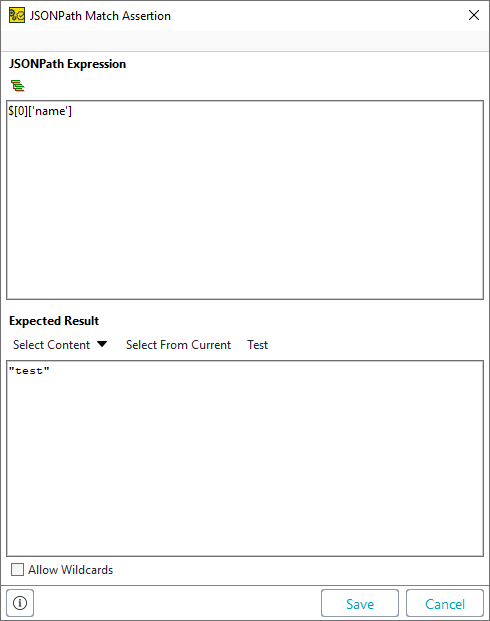 JSONPath Match Assertion
JSONPath Expression
$[0]['name']
Expected Result
Select Content Select From Current Test
"test"
Allow Wildcards
Save Cancel